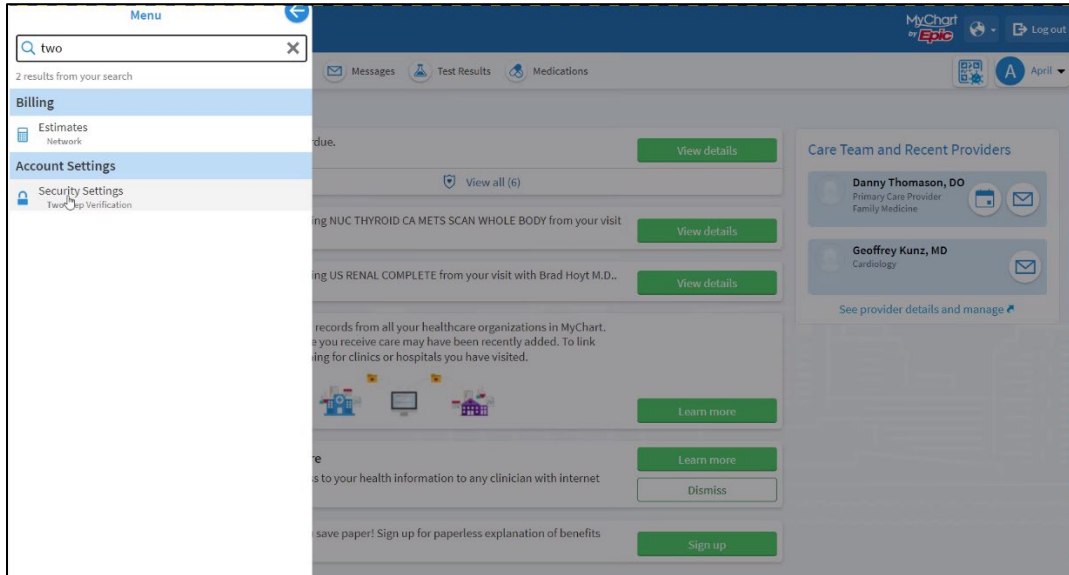 Menu
two
2 results from your search
Billing
Estimates
Network
Account Settings
Security Settings
Two Step Verification
MyChart
by Epic
Log out
Messages
Test Results
Medications
A
April
rdue.
View details
View all (6)
ing NUC THYROID CA METS SCAN WHOLE BODY from your visit
View details
ing US RENAL COMPLETE from your visit with Brad Hoyt M.D..
View details
records from all your healthcare organizations in MyChart.
e you receive care may have been recently added. To link
ing for clinics or hospitals you have visited.
Learn more
re
s to your health information to any clinician with internet
Learn more
Dismiss
save paper! Sign up for paperless explanation of benefits
Sign up
Care Team and Recent Providers
Danny Thomason, DO
Primary Care Provider
Family Medicine
Geoffrey Kunz, MD
Cardiology
See provider details and manage